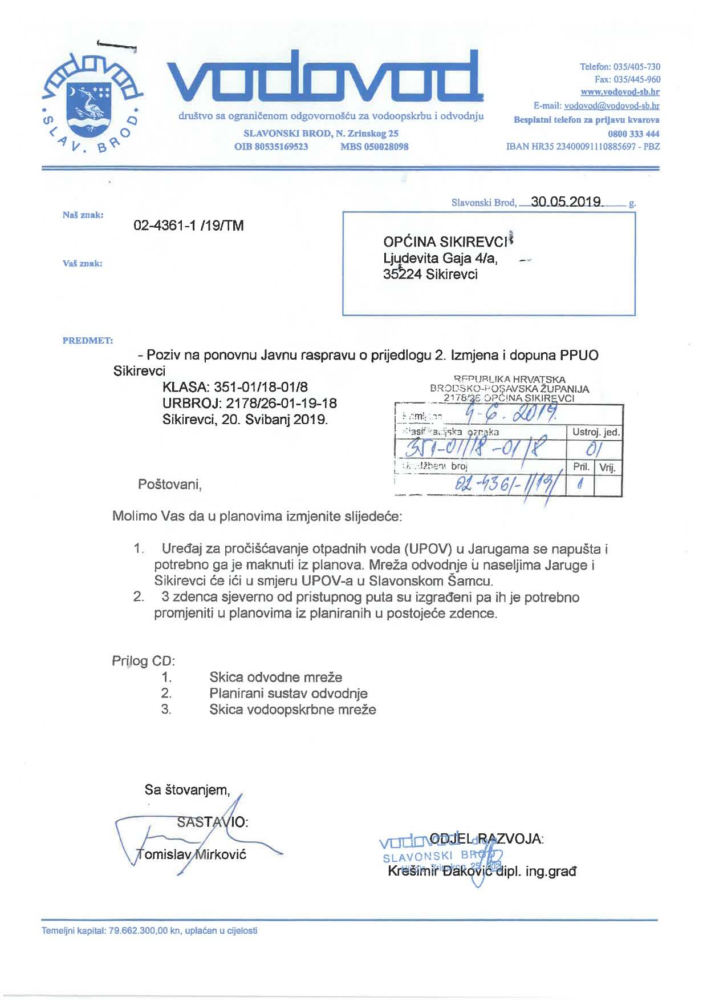 vodovod
SLAV. BROD
vodovod
društvo sa ograničenom odgovornošću za vodoopskrbu i odvodnju
SLAVONSKI BROD, N. Zrinskog 25
OIB 80535169523 MBS 050028098
Telefon: 035/405-730
Fax: 035/445-960
www.vodovod-sb.hr
E-mail: vodovod@vodovod-sb.hr
Besplatni telefon za prijavu kvarova
0800 333 444
IBAN HR35 23400091110885697 - PBZ
Slavonski Brod, 30.05.2019. g.
Naš znak:
02-4361-1 /19/TM
Vaš znak:
OPĆINA SIKIREVCI
Ljudevita Gaja 4/a,
35224 Sikirevci
PREDMET:
- Poziv na ponovnu Javnu raspravu o prijedlogu 2. Izmjena i dopuna PPUO
Sikirevci
KLASA: 351-01/18-01/8
URBROJ: 2178/26-01-19-18
Sikirevci, 20. Svibanj 2019.
REPUBLIKA HRVATSKA
BRODSKO-POSAVSKA ŽUPANIJA
2178/26 OPĆINA SIKIREVCI
4-6. 2019.
oznaka Ustroj. jed.
351-01/18-01/8 01
broj Pril. Vrij.
02-4361-1/19/ 1
Poštovani,
Molimo Vas da u planovima izmjenite slijedeće:
1. Uređaj za pročišćavanje otpadnih voda (UPOV) u Jarugama se napušta i
potrebno ga je maknuti iz planova. Mreža odvodnje u naseljima Jaruge i
Sikirevci će ići u smjeru UPOV-a u Slavonskom Šamcu.
2. 3 zdenca sjeverno od pristupnog puta su izgrađeni pa ih je potrebno
promjeniti u planovima iz planiranih u postojeće zdence.
Prilog CD:
1. Skica odvodne mreže
2. Planirani sustav odvodnje
3. Skica vodoopskrbne mreže
Sa štovanjem,
SASTAVIO:
Tomislav Mirković
ODJEL RAZVOJA:
vodovod
SLAVONSKI BROD
Krešimir Đaković dipl. ing.građ
Temeljni kapital: 79.662.300,00 kn, uplaćen u cijelosti